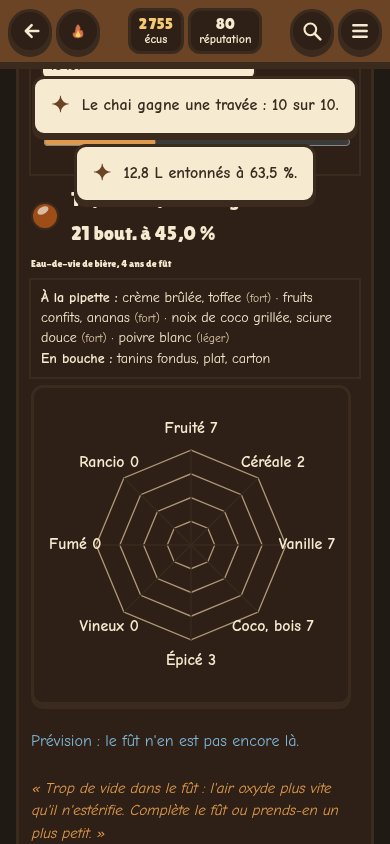 2 755
écus
80
réputation
Le chai gagne une travée : 10 sur 10.
12,8 L entonnés à 63,5 %.
21 bout. à 45,0 %
Eau-de-vie de bière, 4 ans de fût
À la pipette : crème brûlée, toffee (fort) · fruits
confits, ananas (fort) · noix de coco grillée, sciure
douce (fort) · poivre blanc (léger)
En bouche : tanins fondus, plat, carton
Fruité 7
Rancio 0
Céréale 2
Fumé 0
Vanille 7
Vineux 0
Coco, bois 7
Épicé 3
Prévision : le fût n'en est pas encore là.
« Trop de vide dans le fût : l'air oxyde plus vite
qu'il n'estérifie. Complète le fût ou prends-en un
plus petit. »